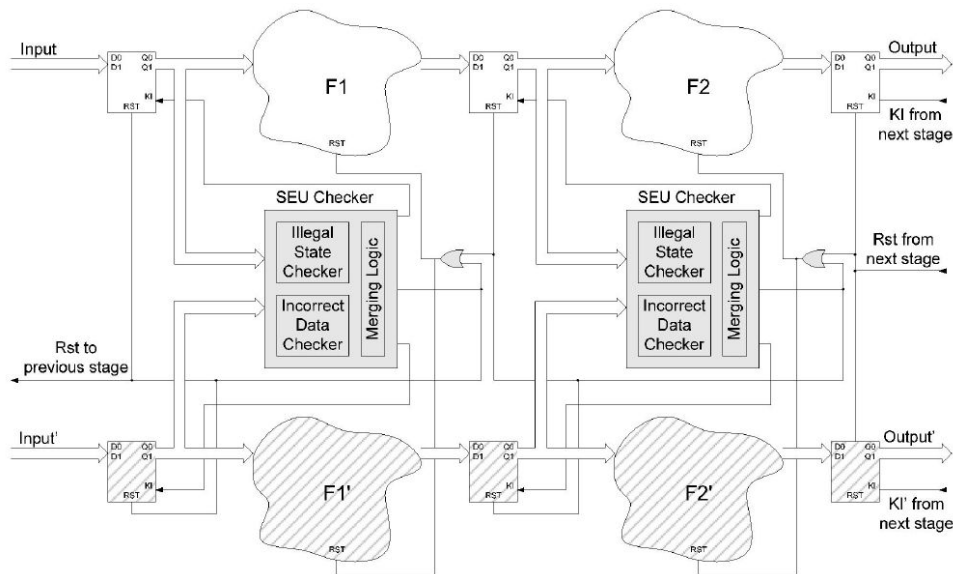 Input
D0 Q0
D1 Q1
KI
RST
F1
RST
D0 Q0
D1 Q1
KI
RST
F2
RST
D0 Q0
D1 Q1
KI
RST
Output
KI from
next stage
SEU Checker
Illegal
State
Checker
Incorrect
Data
Checker
Merging Logic
SEU Checker
Illegal
State
Checker
Incorrect
Data
Checker
Merging Logic
Rst from
next stage
Rst to
previous stage
Input'
D0 Q0
D1 Q1
KI
RST
F1'
RST
D0 Q0
D1 Q1
KI
RST
F2'
RST
D0 Q0
D1 Q1
KI
RST
Output'
KI' from
next stage